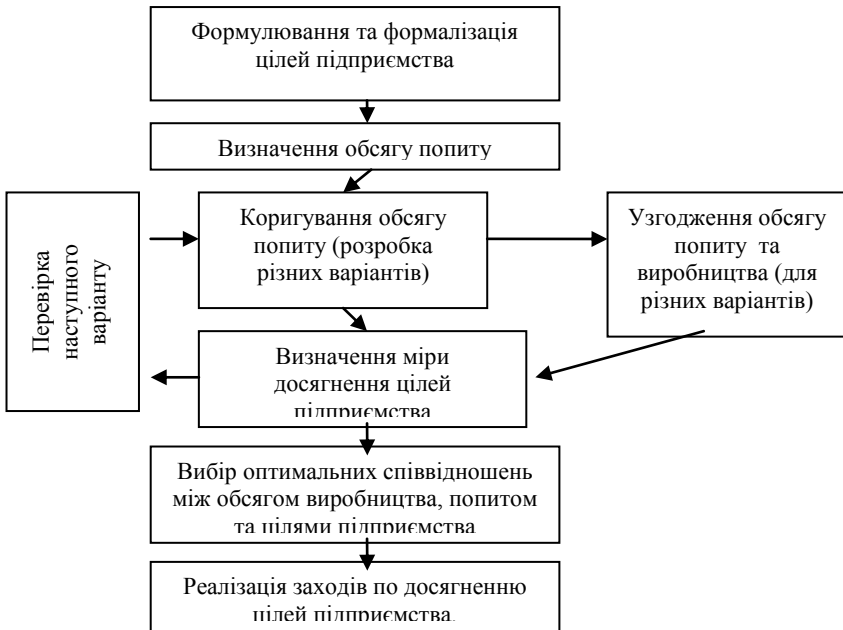 Формулювання та формалізація
цілей підприємства
Визначення обсягу попиту
Перевірка
наступного
варіанту
Коригування обсягу
попиту (розробка
різних варіантів)
Узгодження обсягу
попиту та
виробництва (для
різних варіантів)
Визначення міри
досягнення цілей
підприємства
Вибір оптимальних співвідношень
між обсягом виробництва, попитом
та цілями підприємства
Реалізація заходів по досягненню
цілей підприємства.